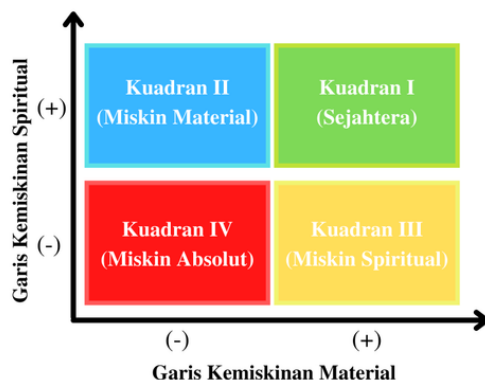 Garis Kemiskinan Spiritual
(+)
Kuadran II
(Miskin Material)
Kuadran I
(Sejahtera)
(-)
Kuadran IV
(Miskin Absolut)
Kuadran III
(Miskin Spiritual)
(-)
(+)
Garis Kemiskinan Material